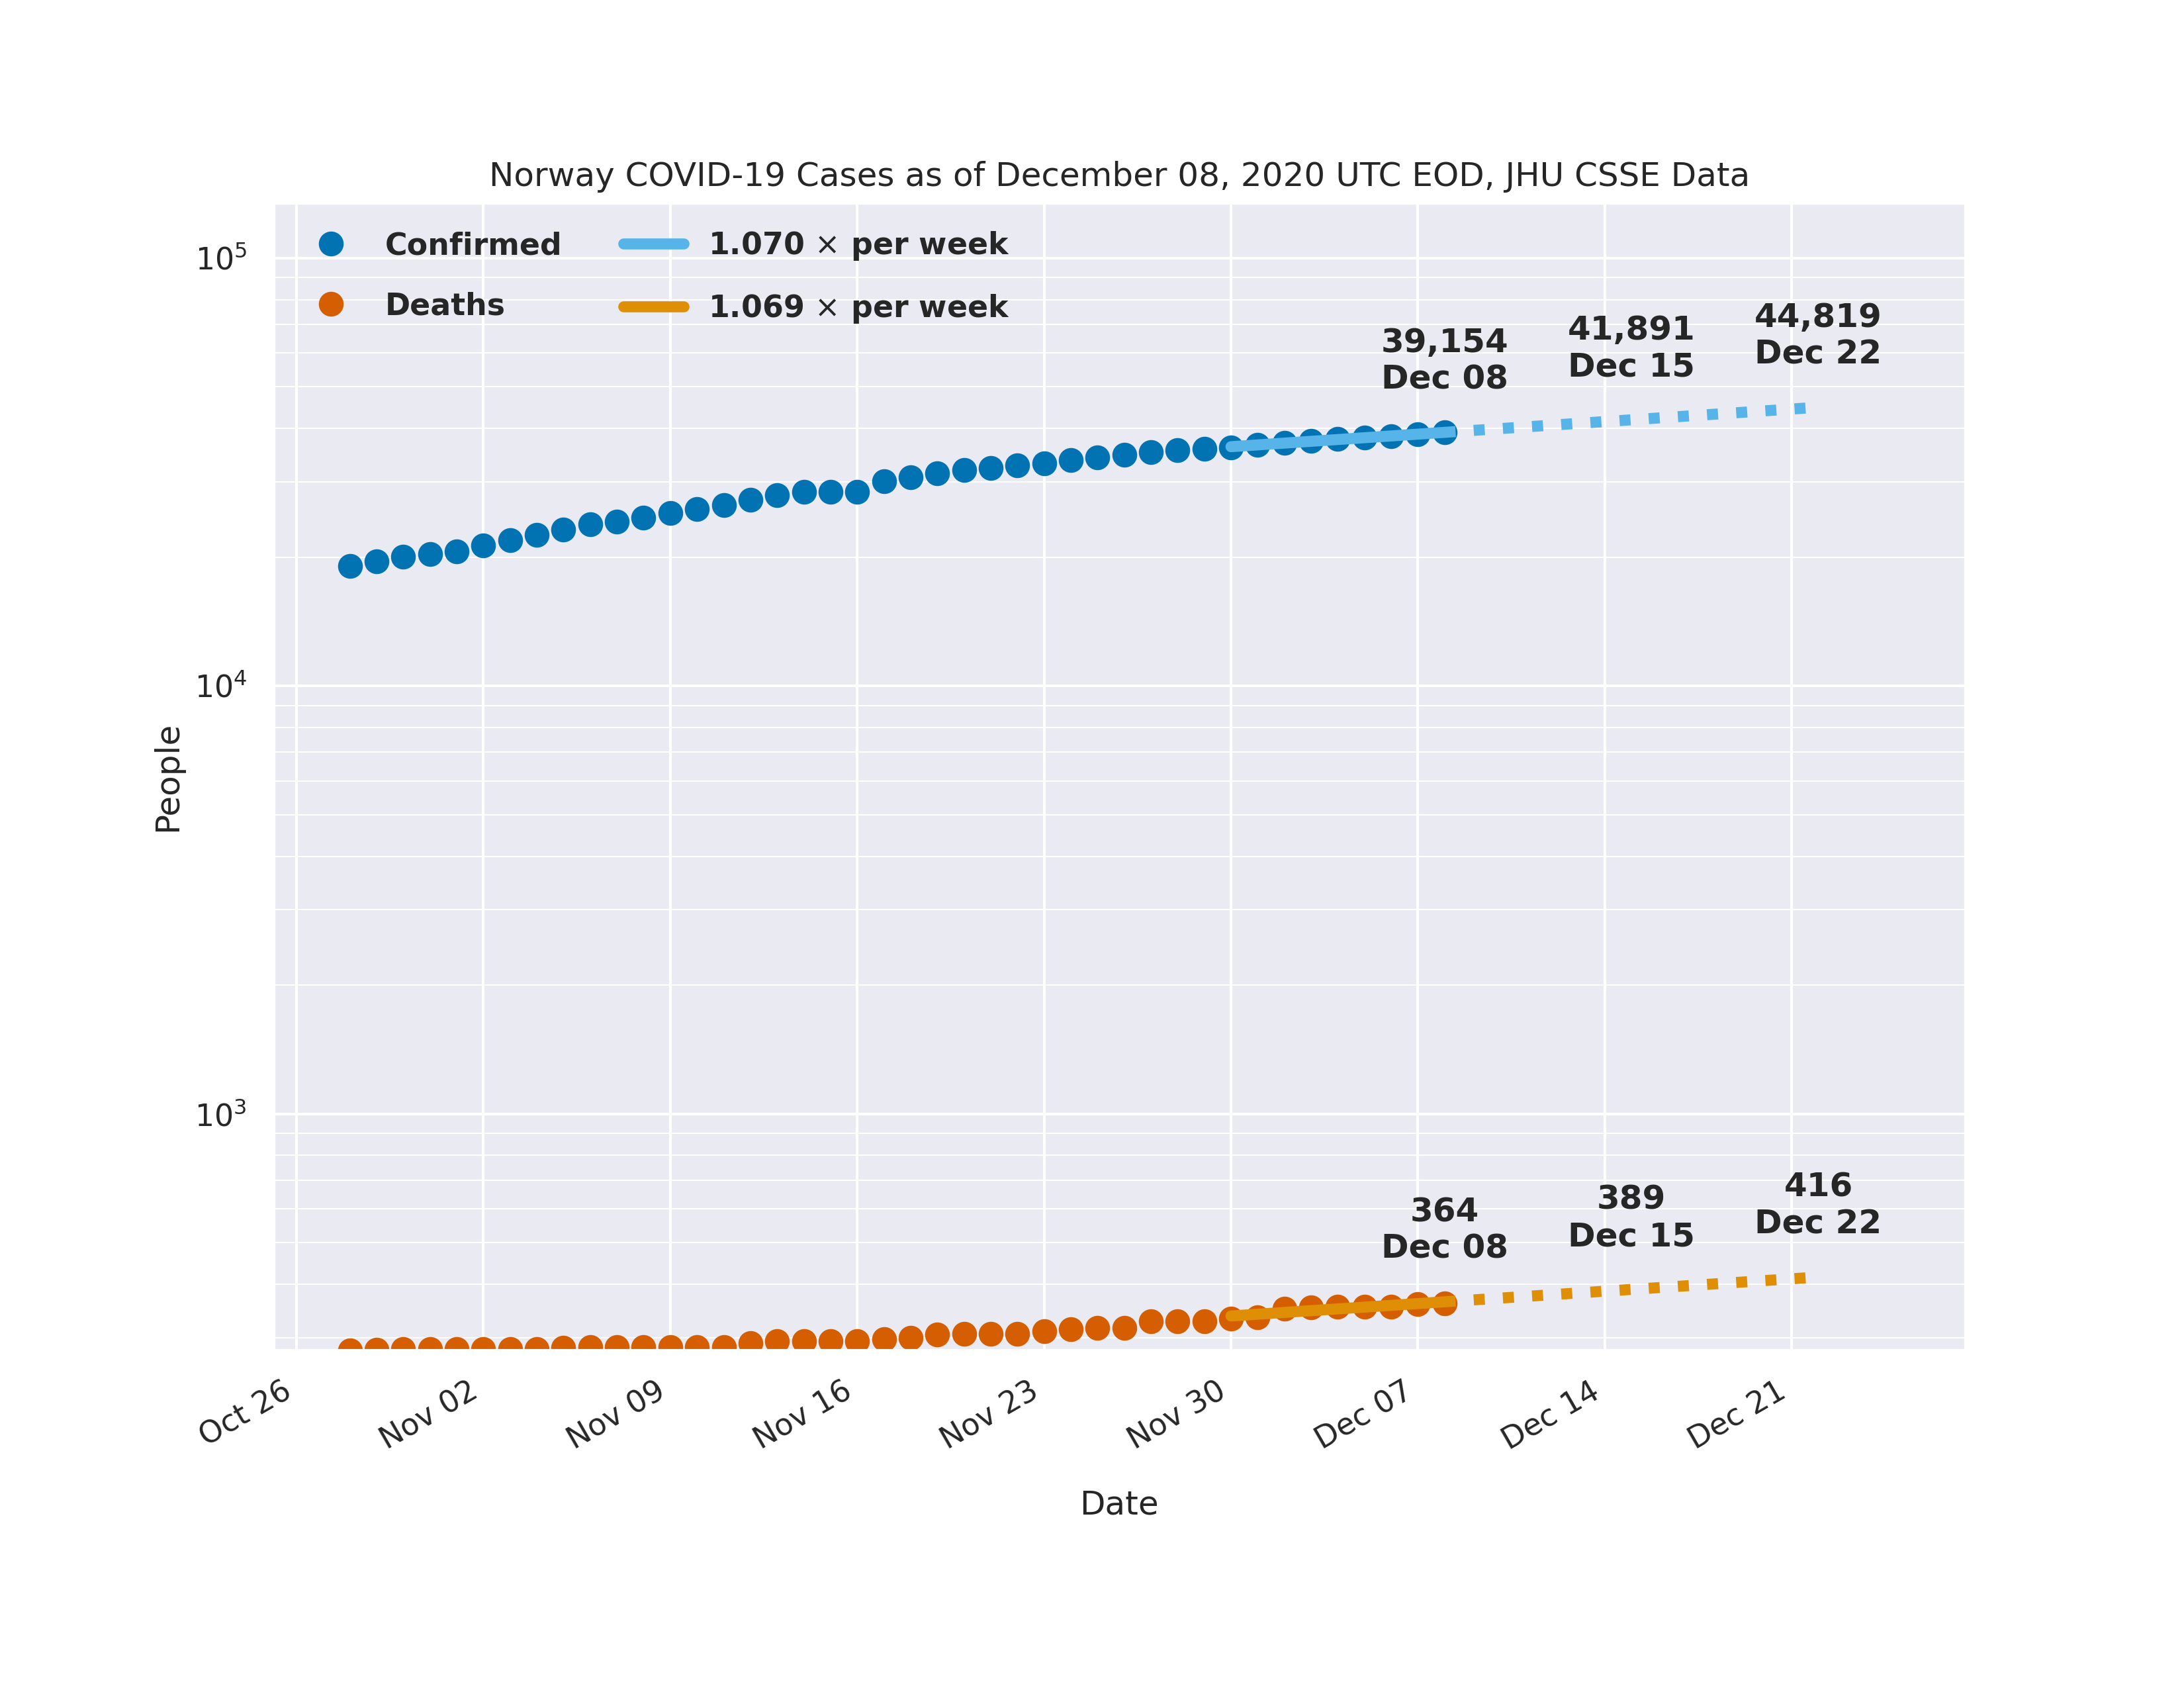 Norway COVID-19 Cases as of December 08, 2020 UTC EOD, JHU CSSE Data
Confirmed
Deaths
1.070 × per week
1.069 × per week
39,154
Dec 08
41,891
Dec 15
44,819
Dec 22
364
Dec 08
389
Dec 15
416
Dec 22
10⁵
10⁴
10³
People
Oct 26
Nov 02
Nov 09
Nov 16
Nov 23
Nov 30
Dec 07
Dec 14
Dec 21
Date